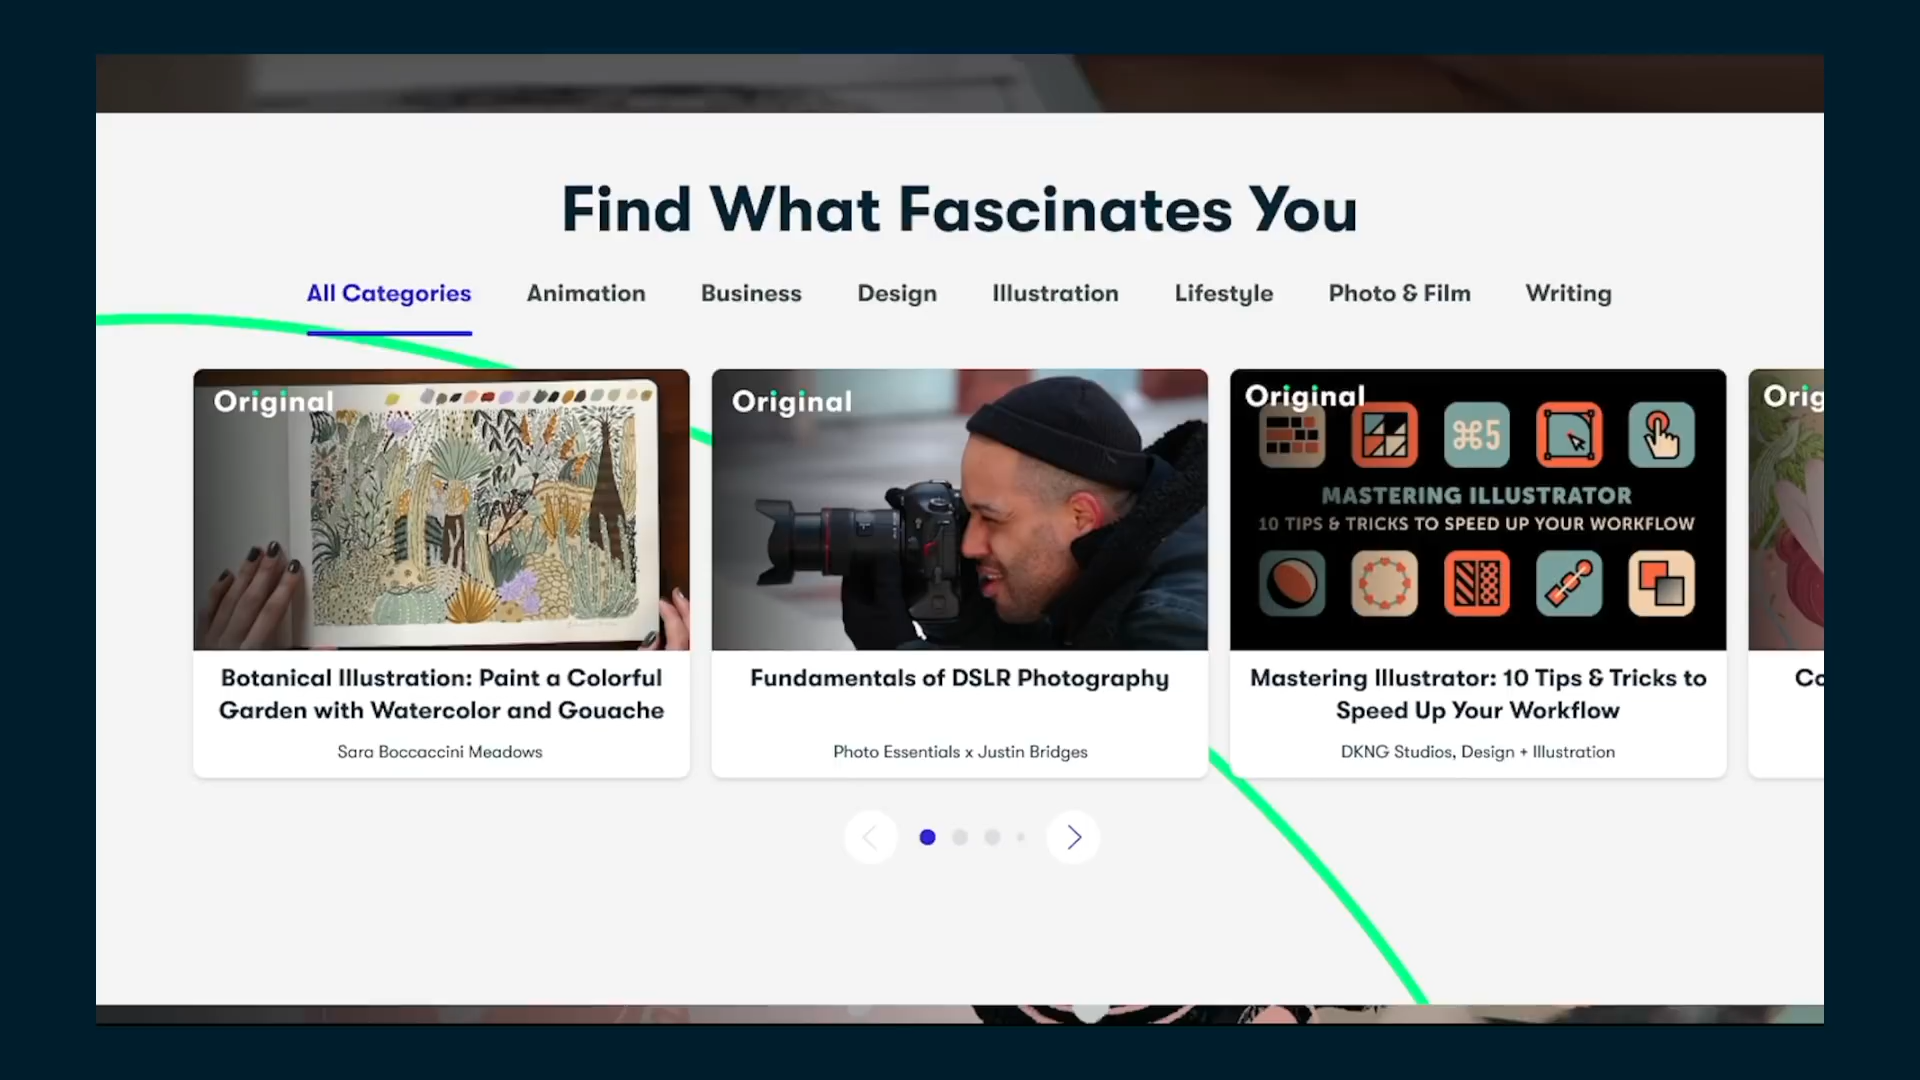 Find What Fascinates You
All Categories Animation Business Design Illustration Lifestyle Photo & Film Writing
Original
Botanical Illustration: Paint a Colorful
Garden with Watercolor and Gouache
Sara Boccaccini Meadows
Original
Fundamentals of DSLR Photography
Photo Essentials x Justin Bridges
Original
⌘5
MASTERING ILLUSTRATOR
10 TIPS & TRICKS TO SPEED UP YOUR WORKFLOW
Mastering Illustrator: 10 Tips & Tricks to
Speed Up Your Workflow
DKNG Studios, Design + Illustration
Orig
Co